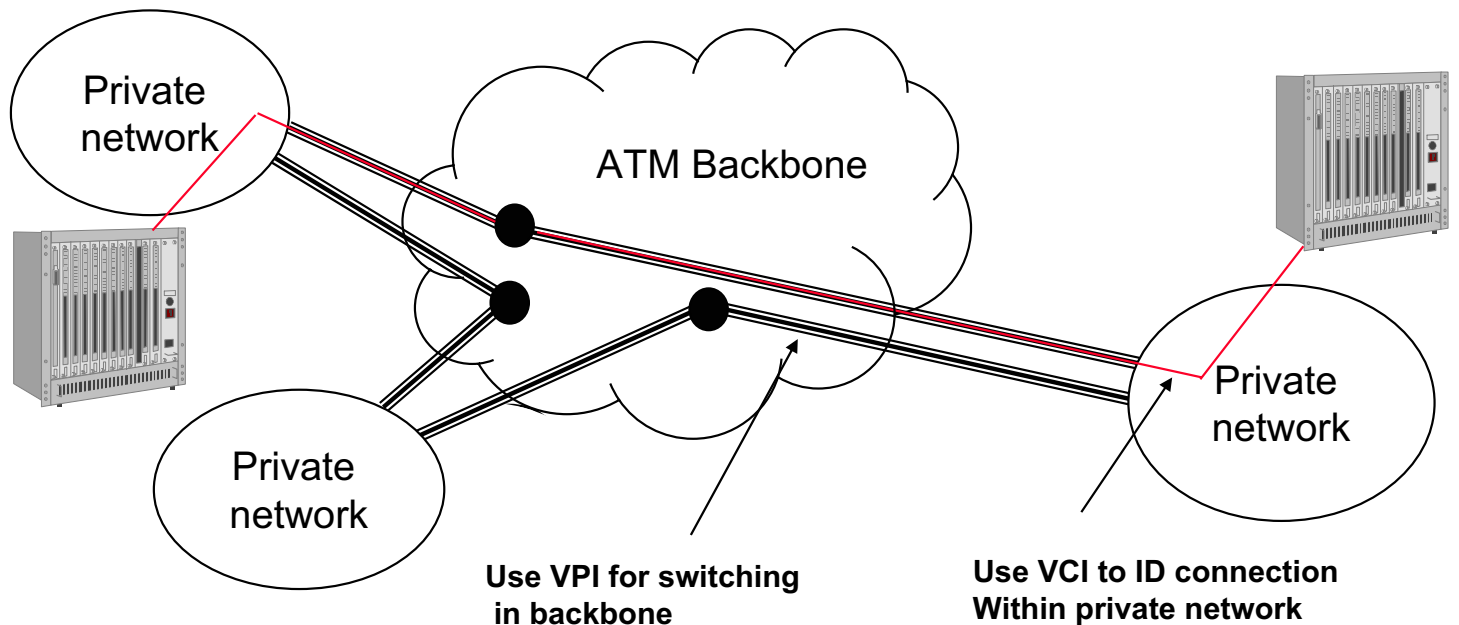 Private
network
ATM Backbone
Private
network
Private
network
Use VPI for switching
in backbone
Use VCI to ID connection
Within private network